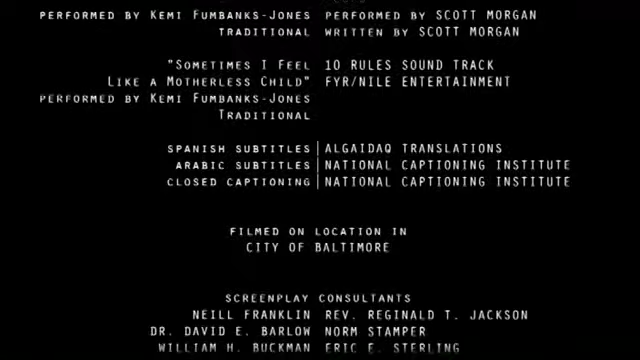 PERFORMED BY KEMI FUMBANKS-JONES PERFORMED BY SCOTT MORGAN
TRADITIONAL WRITTEN BY SCOTT MORGAN
"SOMETIMES I FEEL 10 RULES SOUND TRACK
LIKE A MOTHERLESS CHILD" FYR/NILE ENTERTAINMENT
PERFORMED BY KEMI FUMBANKS-JONES
TRADITIONAL
SPANISH SUBTITLES | ALGAIDAQ TRANSLATIONS
ARABIC SUBTITLES | NATIONAL CAPTIONING INSTITUTE
CLOSED CAPTIONING | NATIONAL CAPTIONING INSTITUTE
FILMED ON LOCATION IN
CITY OF BALTIMORE
SCREENPLAY CONSULTANTS
NEILL FRANKLIN REV. REGINALD T. JACKSON
DR. DAVID E. BARLOW NORM STAMPER
WILLIAM H. BUCKMAN ERIC E. STERLING